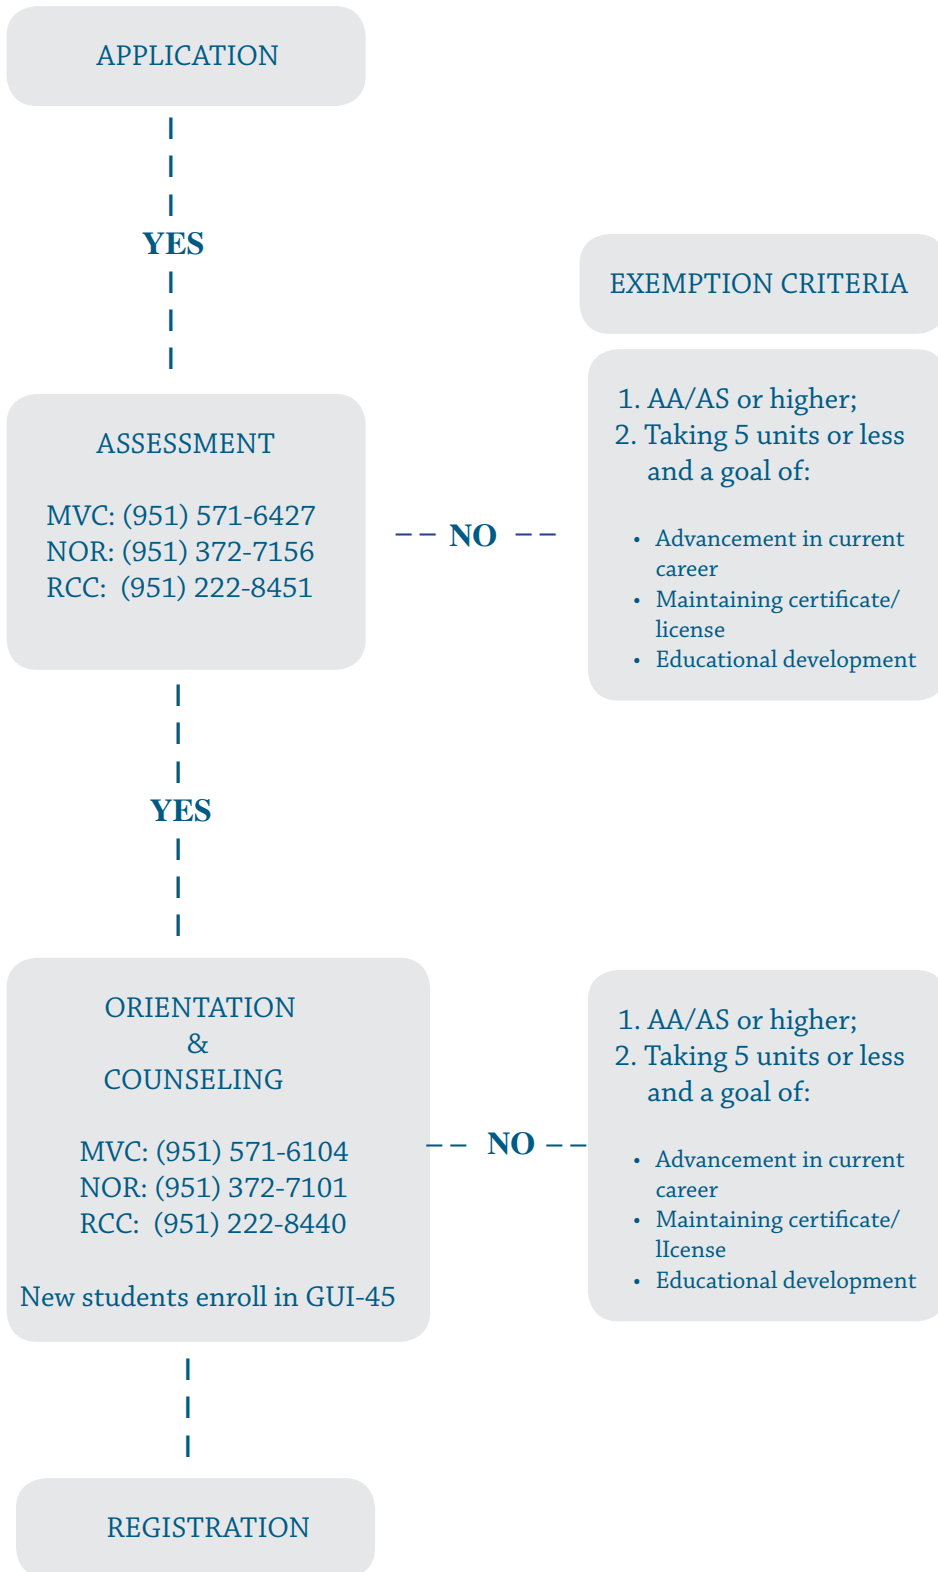 APPLICATION
YES
EXEMPTION CRITERIA
ASSESSMENT
MVC: (951) 571-6427
NOR: (951) 372-7156
RCC: (951) 222-8451
NO
1. AA/AS or higher;
2. Taking 5 units or less
and a goal of:
• Advancement in current
career
• Maintaining certificate/
license
• Educational development
YES
ORIENTATION
&
COUNSELING
MVC: (951) 571-6104
NOR: (951) 372-7101
RCC: (951) 222-8440
New students enroll in GUI-45
NO
1. AA/AS or higher;
2. Taking 5 units or less
and a goal of:
• Advancement in current
career
• Maintaining certificate/
lIcense
• Educational development
REGISTRATION